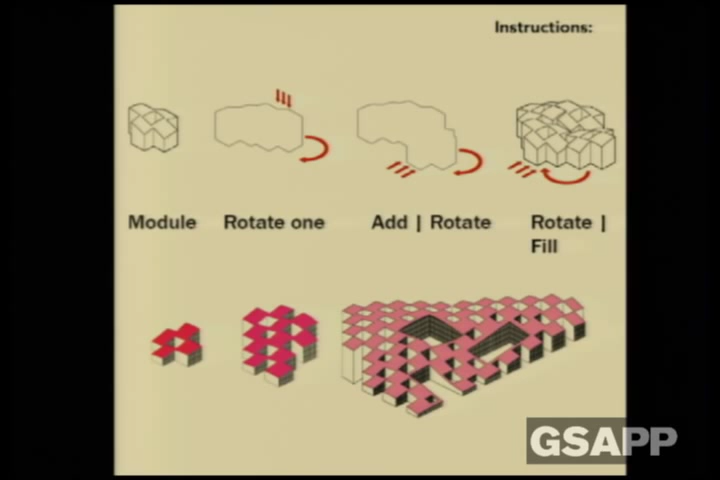 Instructions:
Module
Rotate one
Add | Rotate
Rotate |
Fill
GSAPP